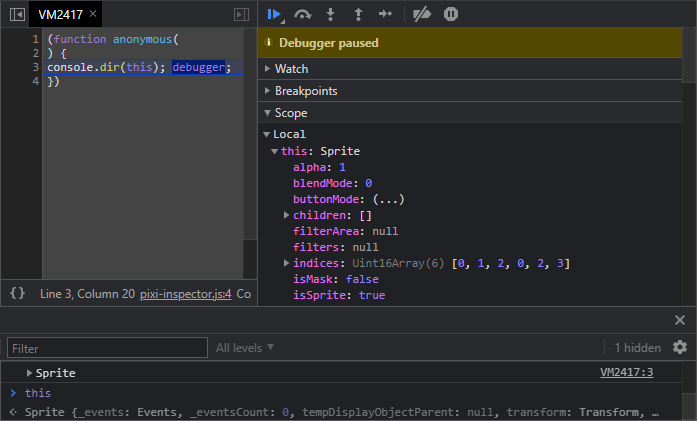 VM2417 ×
1 (function anonymous(
2 ) {
3 console.dir(this); debugger;
4 })
{} Line 3, Column 20 pixi-inspector.js:4 Co
Debugger paused
Watch
Breakpoints
Scope
Local
this: Sprite
alpha: 1
blendMode: 0
buttonMode: (...)
children: []
filterArea: null
filters: null
indices: Uint16Array(6) [0, 1, 2, 0, 2, 3]
isMask: false
isSprite: true
Filter All levels ▼ 1 hidden
Sprite VM2417:3
> this
Sprite {_events: Events, _eventsCount: 0, tempDisplayObjectParent: null, transform: Transform, …